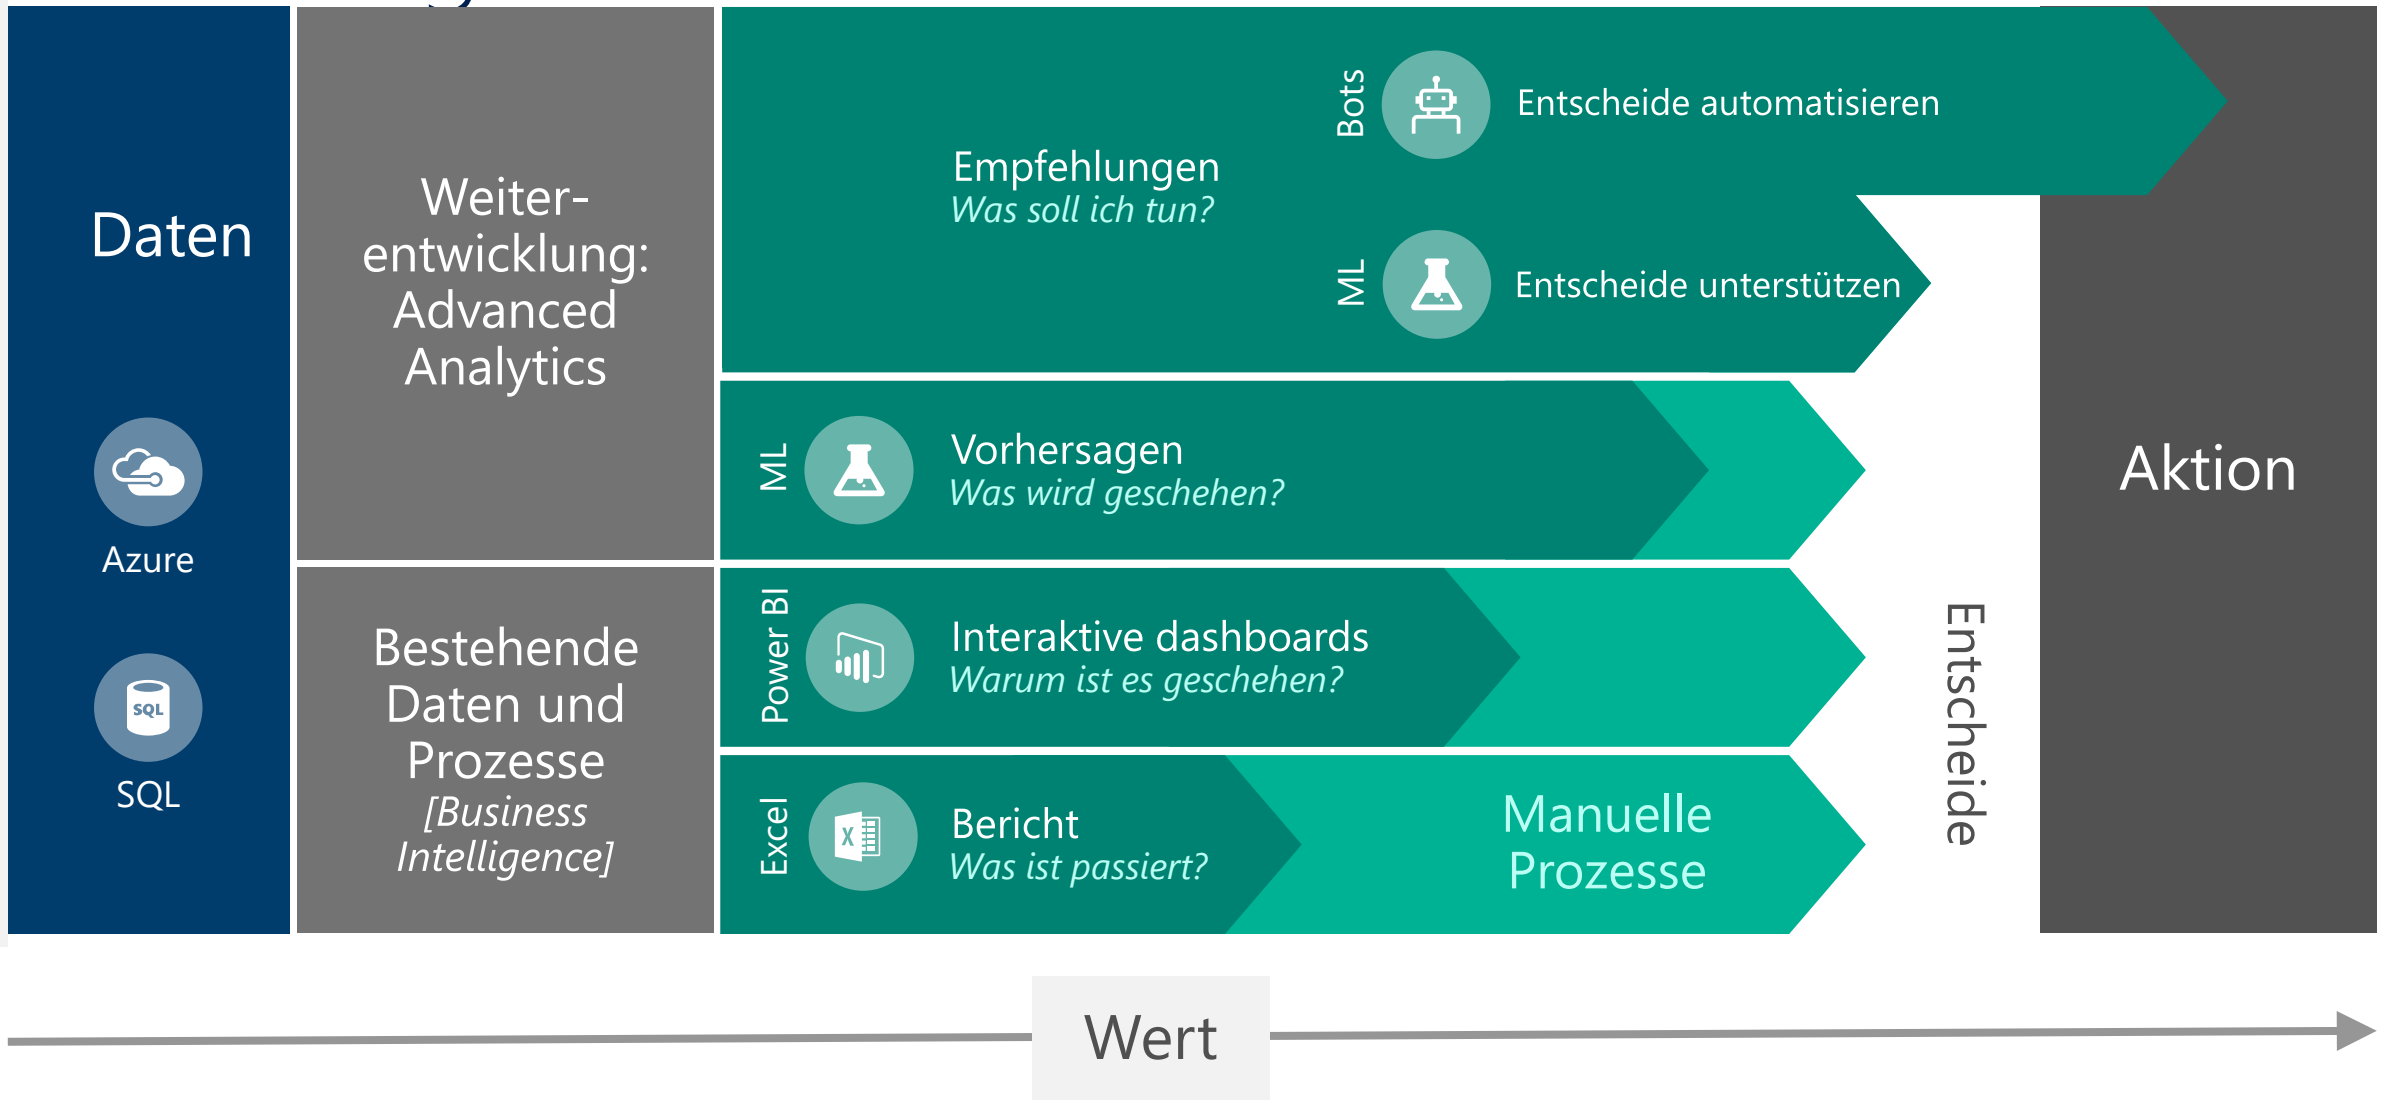 Daten
Azure
SQL
SQL
Weiter-
entwicklung:
Advanced
Analytics
Bestehende
Daten und
Prozesse
[Business
Intelligence]
Empfehlungen
Was soll ich tun?
Bots
Entscheide automatisieren
ML
Entscheide unterstützen
ML
Vorhersagen
Was wird geschehen?
Power BI
Interaktive dashboards
Warum ist es geschehen?
Excel
X
Bericht
Was ist passiert?
Manuelle
Prozesse
Entscheide
Aktion
Wert